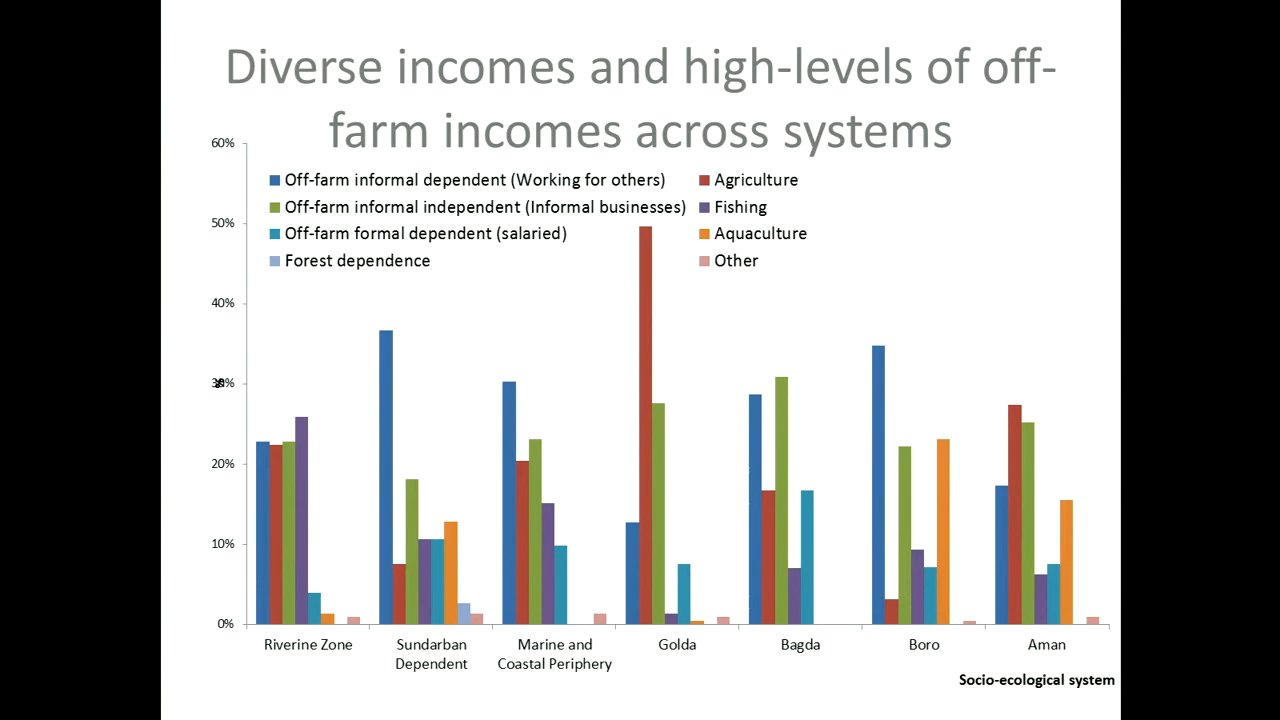 Diverse incomes and high-levels of off-
farm incomes across systems
60%
Off-farm informal dependent (Working for others)
Agriculture
Off-farm informal independent (Informal businesses)
Fishing
50%
Off-farm formal dependent (salaried)
Aquaculture
Forest dependence
Other
40%
20%
10%
0%
Riverine Zone
Sundarban
Dependent
Marine and
Coastal Periphery
Golda
Bagda
Boro
Aman
Socio-ecological system